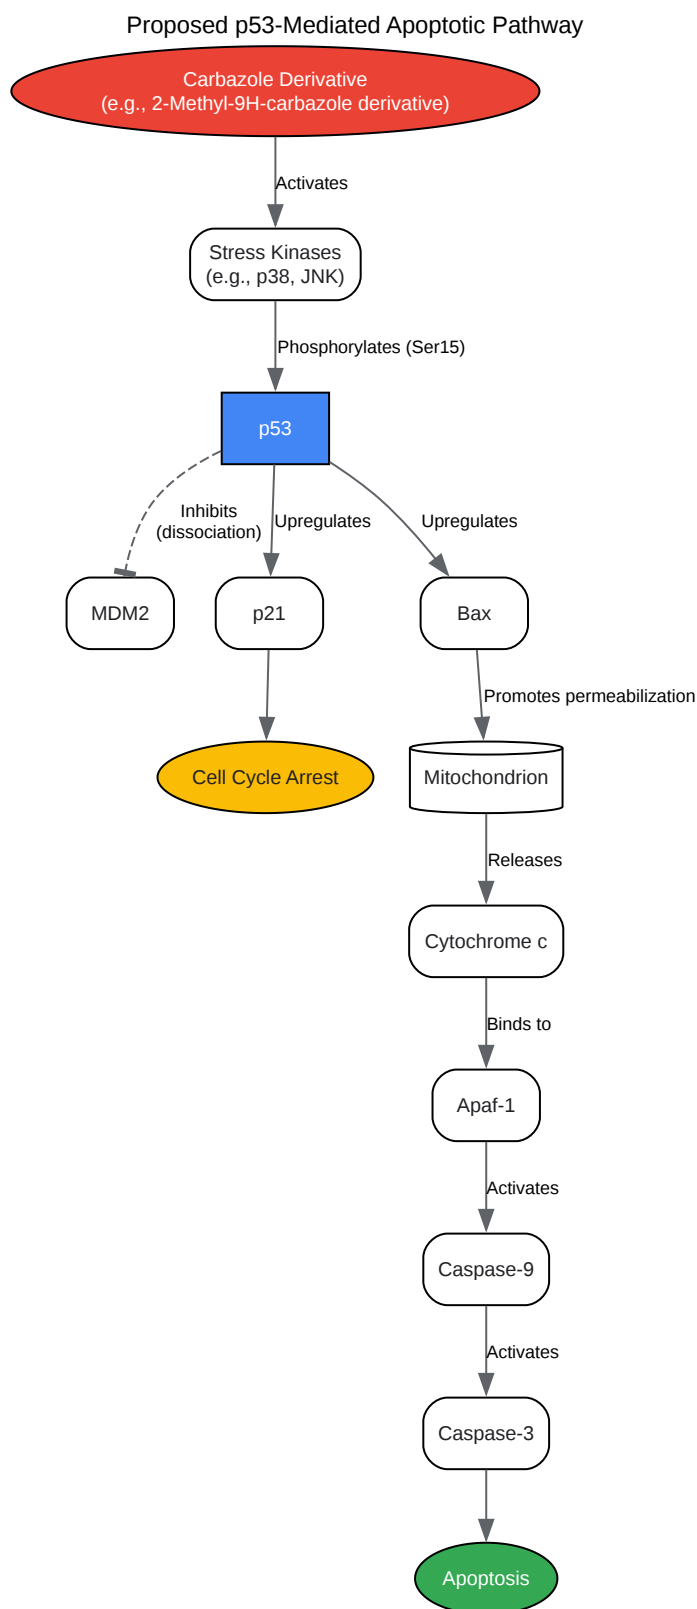 Proposed p53-Mediated Apoptotic Pathway
Carbazole Derivative
(e.g., 2-Methyl-9H-carbazole derivative)
Activates
Stress Kinases
(e.g., p38, JNK)
Phosphorylates (Ser15)
p53
Inhibits
(dissociation)
Upregulates
Upregulates
MDM2
p21
Bax
Promotes permeabilization
Cell Cycle Arrest
Mitochondrion
Releases
Cytochrome c
Binds to
Apaf-1
Activates
Caspase-9
Activates
Caspase-3
Apoptosis